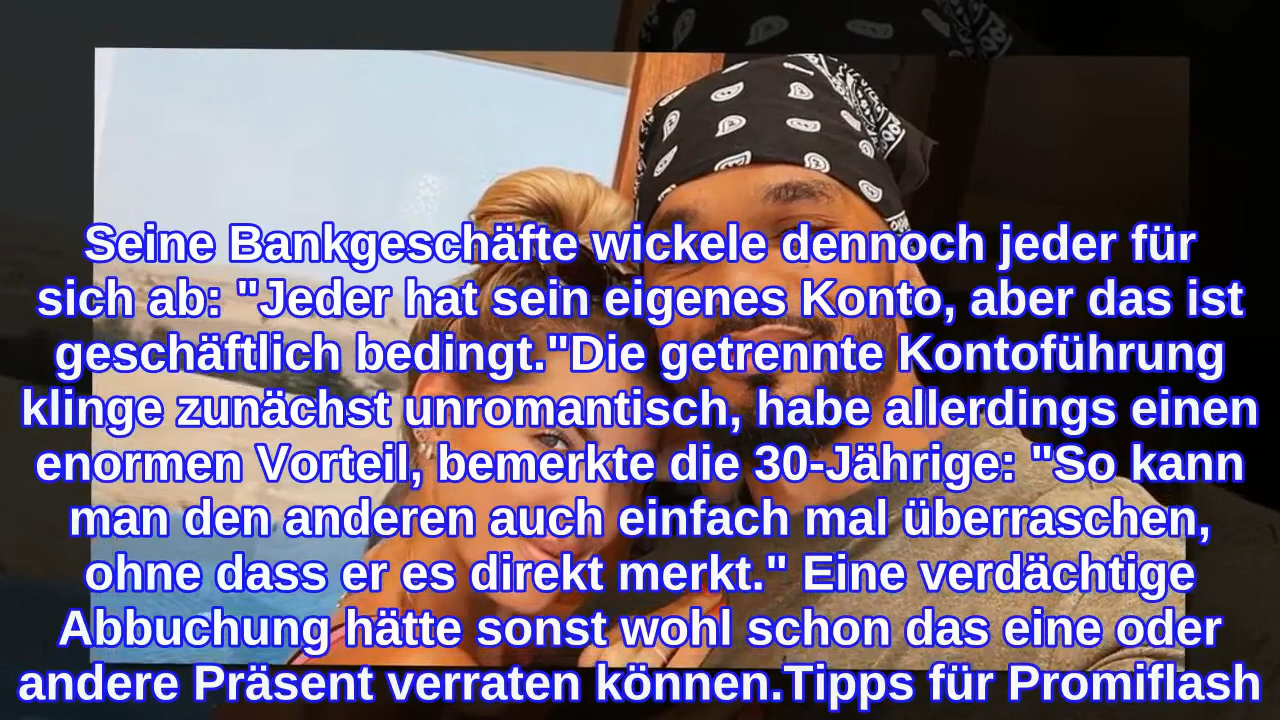 Seine Bankgeschäfte wickele dennoch jeder für
sich ab: "Jeder hat sein eigenes Konto, aber das ist
geschäftlich bedingt."Die getrennte Kontoführung
klinge zunächst unromantisch, habe allerdings einen
enormen Vorteil, bemerkte die 30-Jährige: "So kann
man den anderen auch einfach mal überraschen,
ohne dass er es direkt merkt." Eine verdächtige
Abbuchung hätte sonst wohl schon das eine oder
andere Präsent verraten können.Tipps für Promiflash